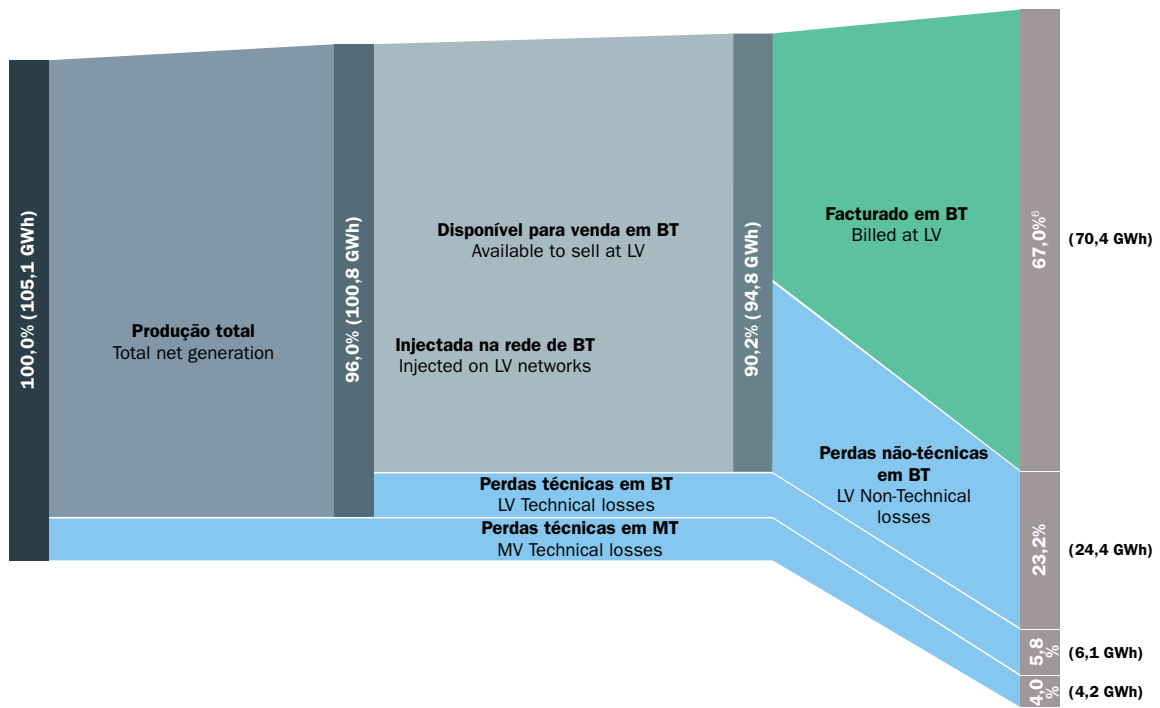 100,0% (105,1 GWh)
Produção total
Total net generation
96,0% (100,8 GWh)
Disponível para venda em BT
Available to sell at LV
Injectada na rede de BT
Injected on LV networks
90,2% (94,8 GWh)
Facturado em BT
Billed at LV
67,0%⁶
(70,4 GWh)
Perdas não-técnicas
em BT
LV Non-Technical
losses
23,2%
(24,4 GWh)
Perdas técnicas em BT
LV Technical losses
5,8
%
(6,1 GWh)
Perdas técnicas em MT
MV Technical losses
4,0
%
(4,2 GWh)